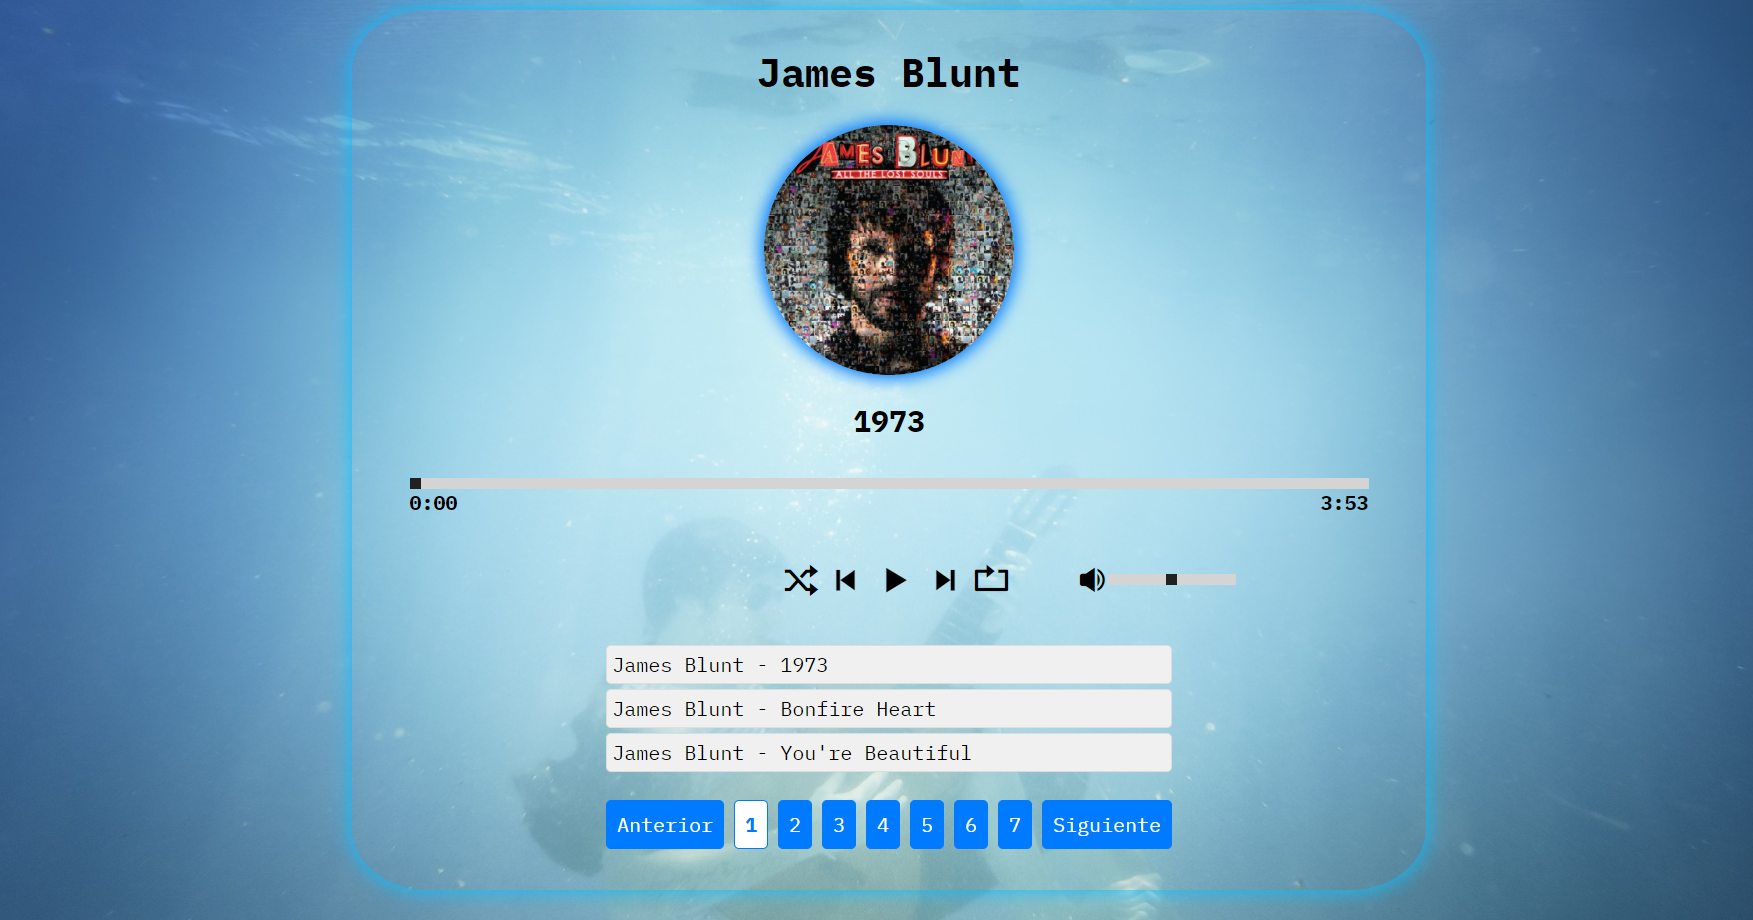 James Blunt
JAMES BLUNT
ALL THE LOST SOULS
1973
0:00
3:53
James Blunt - 1973
James Blunt - Bonfire Heart
James Blunt - You're Beautiful
Anterior 1 2 3 4 5 6 7 Siguiente